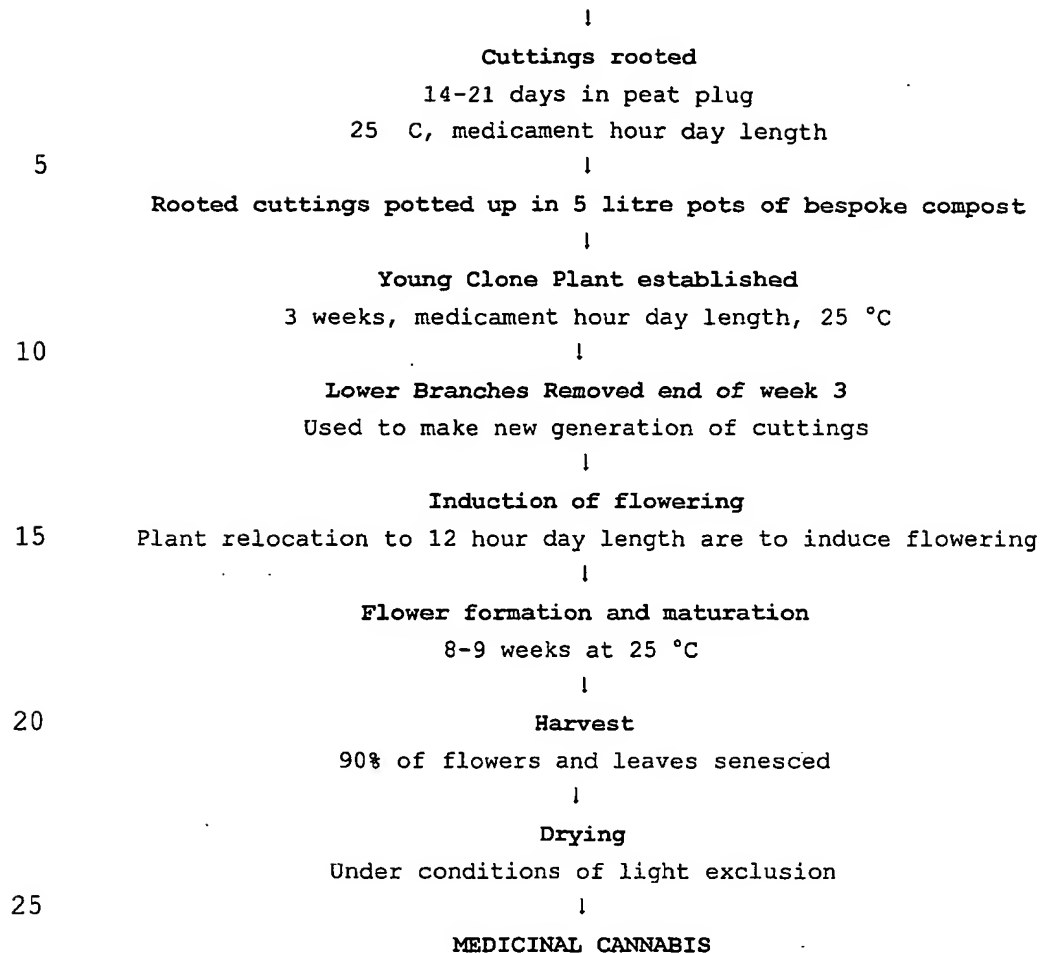 ↓
Cuttings rooted
14-21 days in peat plug
25 C, medicament hour day length
5 ↓
Rooted cuttings potted up in 5 litre pots of bespoke compost
↓
Young Clone Plant established
3 weeks, medicament hour day length, 25 °C
10 ↓
Lower Branches Removed end of week 3
Used to make new generation of cuttings
↓
Induction of flowering
15 Plant relocation to 12 hour day length are to induce flowering
↓
Flower formation and maturation
8-9 weeks at 25 °C
↓
20 Harvest
90% of flowers and leaves senesced
↓
Drying
Under conditions of light exclusion
25 ↓
MEDICINAL CANNABIS